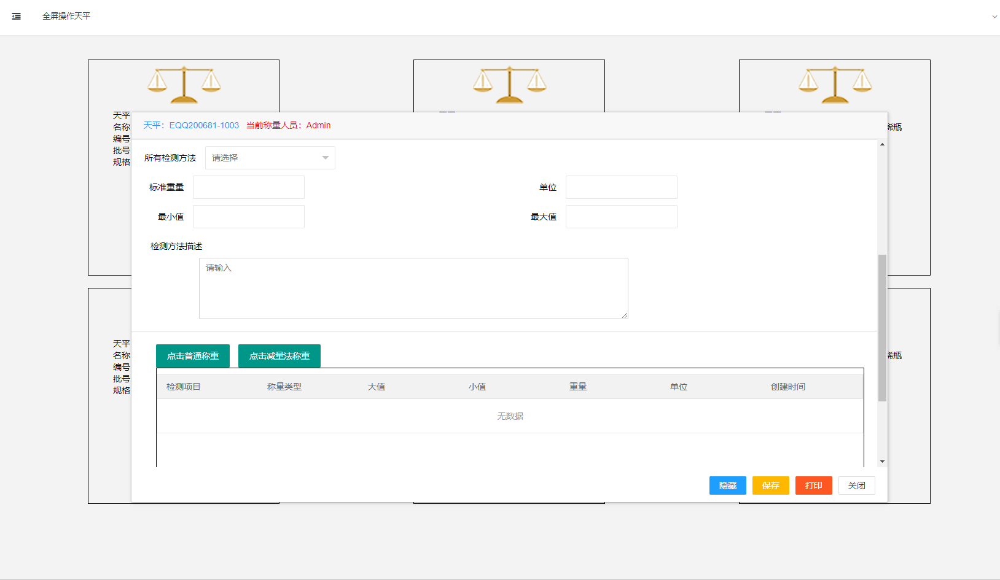 全屏操作天平
天平
名称
编号
批号
规格
稀瓶
天平：EQQ200681-1003 当前称量人员：Admin
所有检测方法 请选择
标准重量 单位
最小值 最大值
检测方法描述
请输入
点击普通称重 点击减量法称重
检测项目 称量类型 大值 小值 重量 单位 创建时间
无数据
隐藏 保存 打印 关闭
天平
名称
编号
批号
规格
稀瓶